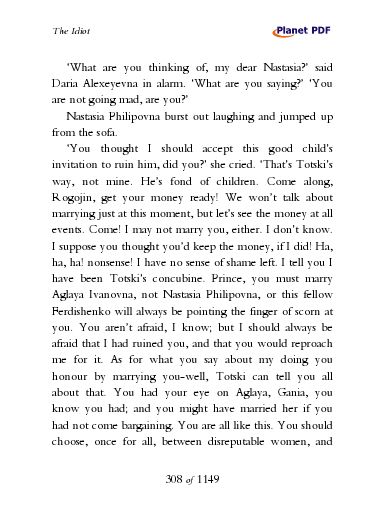 The Idiot
Planet PDF
‘What are you thinking of, my dear Nastasia?’ said
Daria Alexeyevna in alarm. ‘What are you saying?’ ‘You
are not going mad, are you?’
Nastasia Philipovna burst out laughing and jumped up
from the sofa.
‘You thought I should accept this good child’s
invitation to ruin him, did you?’ she cried. ‘That’s Totski’s
way, not mine. He’s fond of children. Come along,
Rogojin, get your money ready! We won’t talk about
marrying just at this moment, but let’s see the money at all
events. Come! I may not marry you, either. I don’t know.
I suppose you thought you’d keep the money, if I did! Ha,
ha, ha! nonsense! I have no sense of shame left. I tell you I
have been Totski’s concubine. Prince, you must marry
Aglaya Ivanovna, not Nastasia Philipovna, or this fellow
Ferdishenko will always be pointing the finger of scorn at
you. You aren’t afraid, I know; but I should always be
afraid that I had ruined you, and that you would reproach
me for it. As for what you say about my doing you
honour by marrying you-well, Totski can tell you all
about that. You had your eye on Aglaya, Gania, you
know you had; and you might have married her if you
had not come bargaining. You are all like this. You should
choose, once for all, between disreputable women, and
308 of 1149